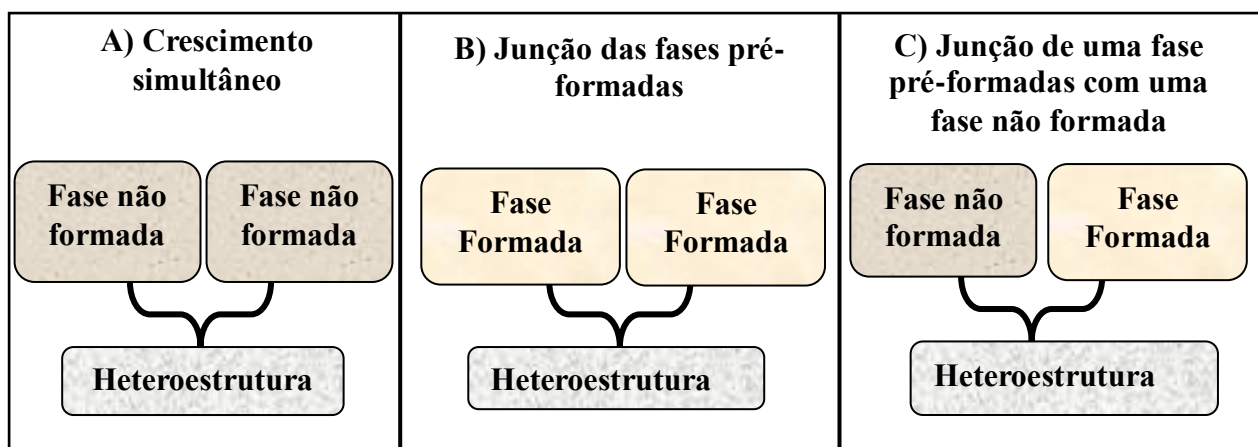 A) Crescimento
simultâneo
Fase não
formada
Fase não
formada
Heteroestrutura
B) Junção das fases pré-
formadas
Fase
Formada
Fase
Formada
Heteroestrutura
C) Junção de uma fase
pré-formadas com uma
fase não formada
Fase não
formada
Fase
Formada
Heteroestrutura